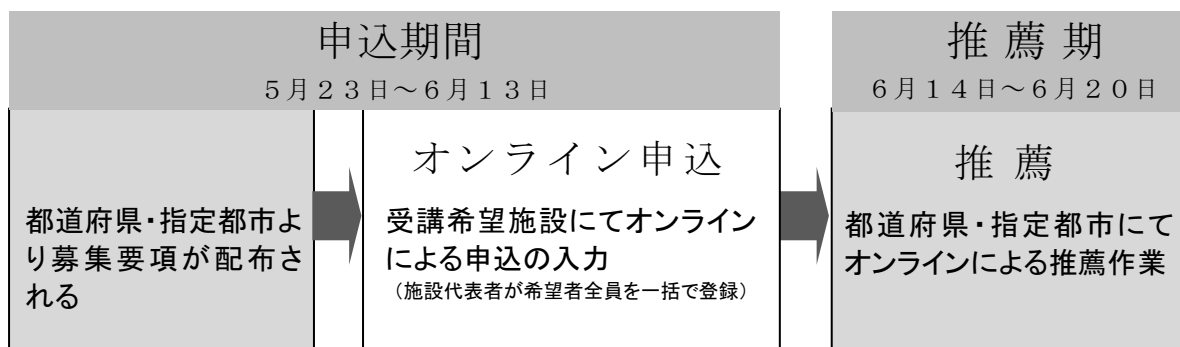 申込期間
５月２３日～６月１３日
都道府県・指定都市よ
り募集要項が配布さ
れる
オンライン申込
受講希望施設にてオンライン
による申込の入力
（施設代表者が希望者全員を一括で登録）
推薦期
６月１４日～６月２０日
推薦
都道府県・指定都市にて
オンラインによる推薦作業